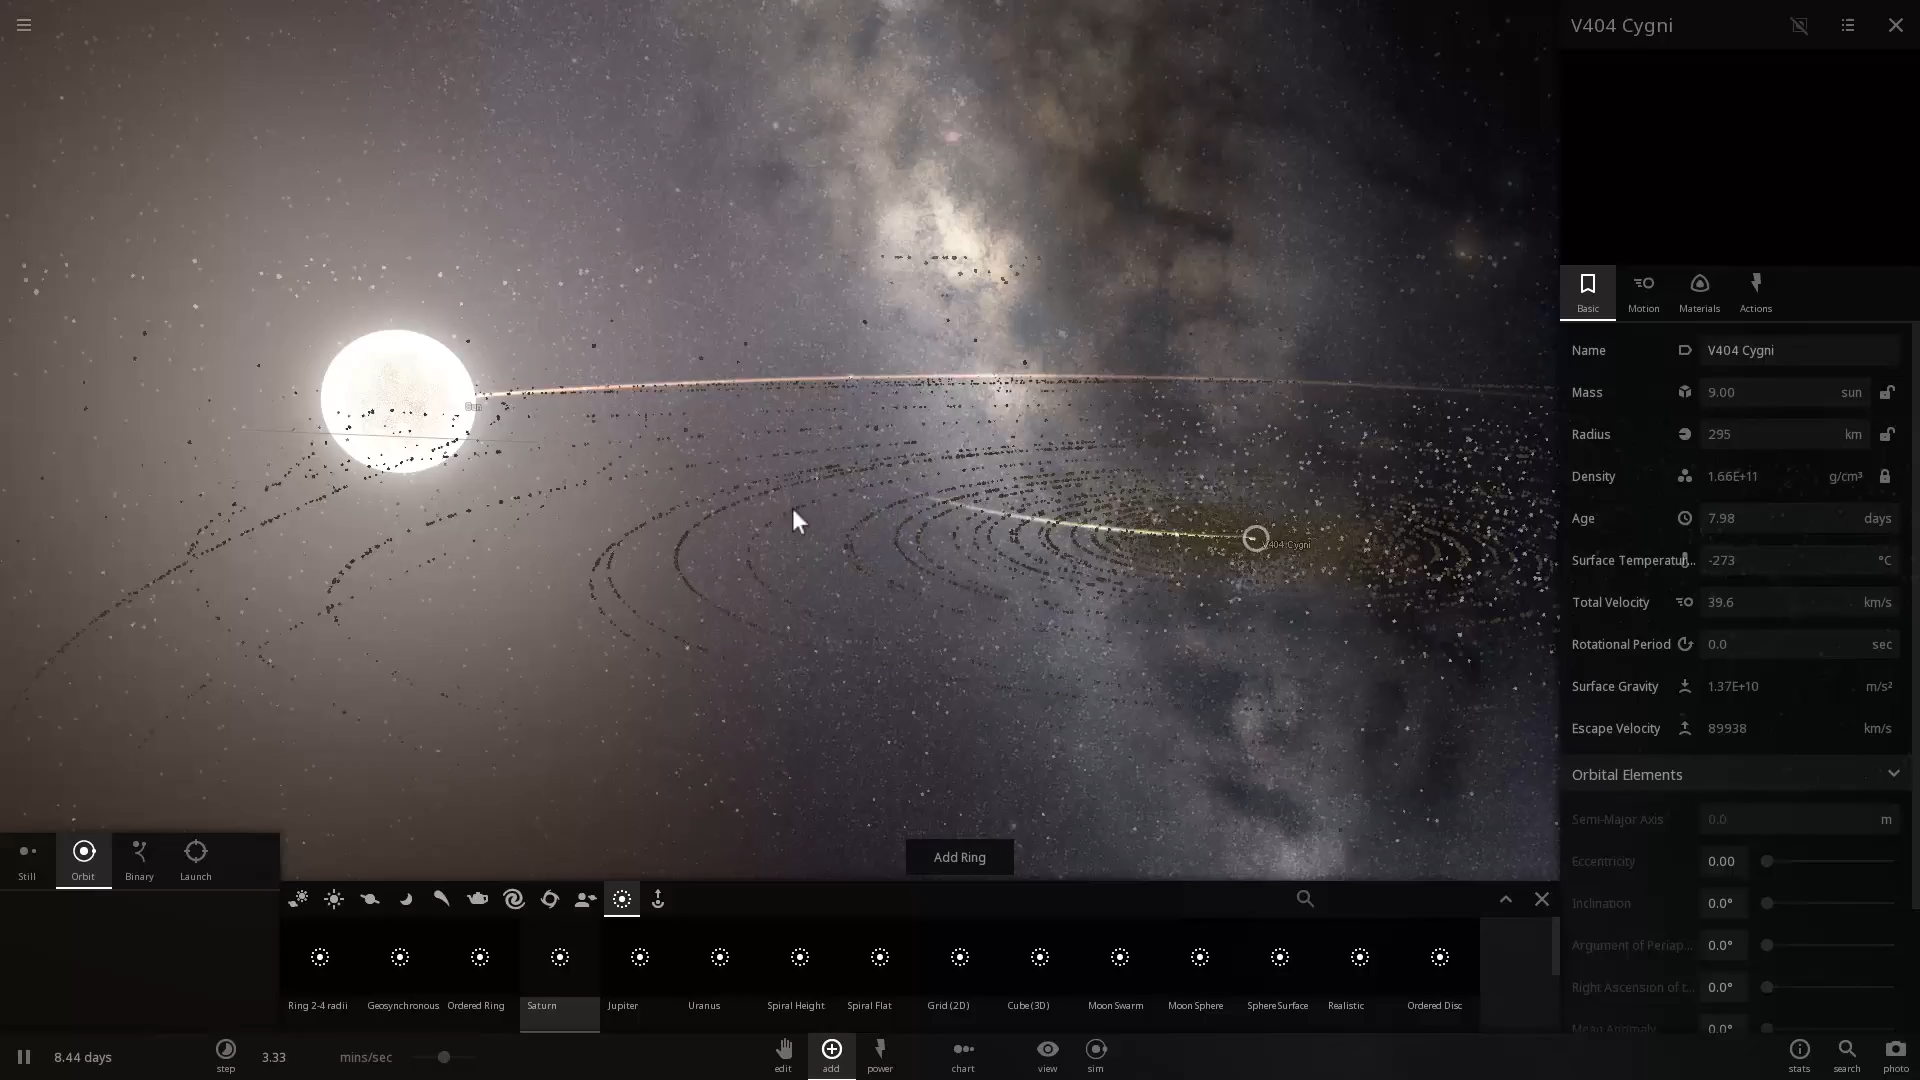 V404 Cygni
Basic
Motion
Materials
Actions
Name V404 Cygni
Mass 9.00 sun
Radius 295 km
Density 1.66E+11 g/cm³
Age 7.98 days
Surface Temperatur... -273 °C
Total Velocity 39.6 km/s
Rotational Period 0.0 sec
Surface Gravity 1.37E+10 m/s²
Escape Velocity 89938 km/s
Orbital Elements
Semi-Major Axis 0.0 m
Eccentricity 0.00
Inclination 0.0°
Argument of Periap... 0.0°
Right Ascension of t... 0.0°
Mean Anomaly 0.0°
Sun
V404 Cygni
Still
Orbit
Binary
Launch
Add Ring
Ring 2-4 radii
Geosynchronous
Ordered Ring
Saturn
Jupiter
Uranus
Spiral Height
Spiral Flat
Grid (2D)
Cube (3D)
Moon Swarm
Moon Sphere
Sphere Surface
Realistic
Ordered Disc
8.44 days
step
3.33 mins/sec
edit
add
power
chart
view
sim
stats
search
photo